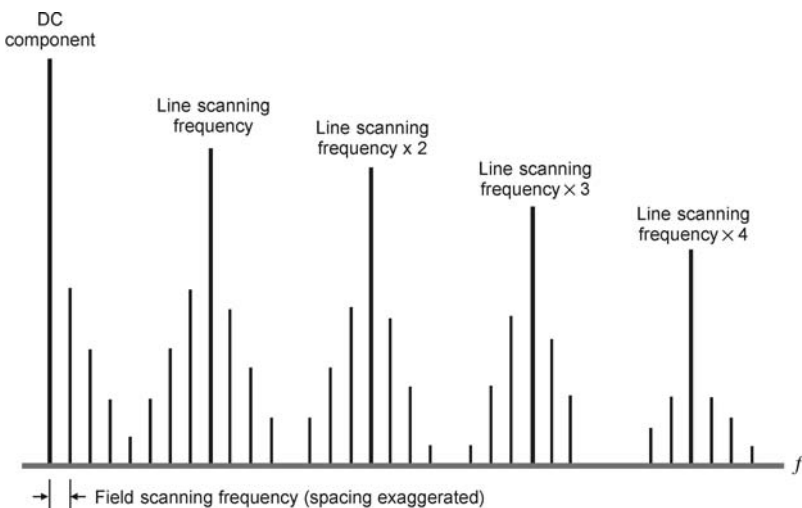 DC
component
Line scanning
frequency
Line scanning
frequency x 2
Line scanning
frequency × 3
Line scanning
frequency × 4
f
Field scanning frequency (spacing exaggerated)